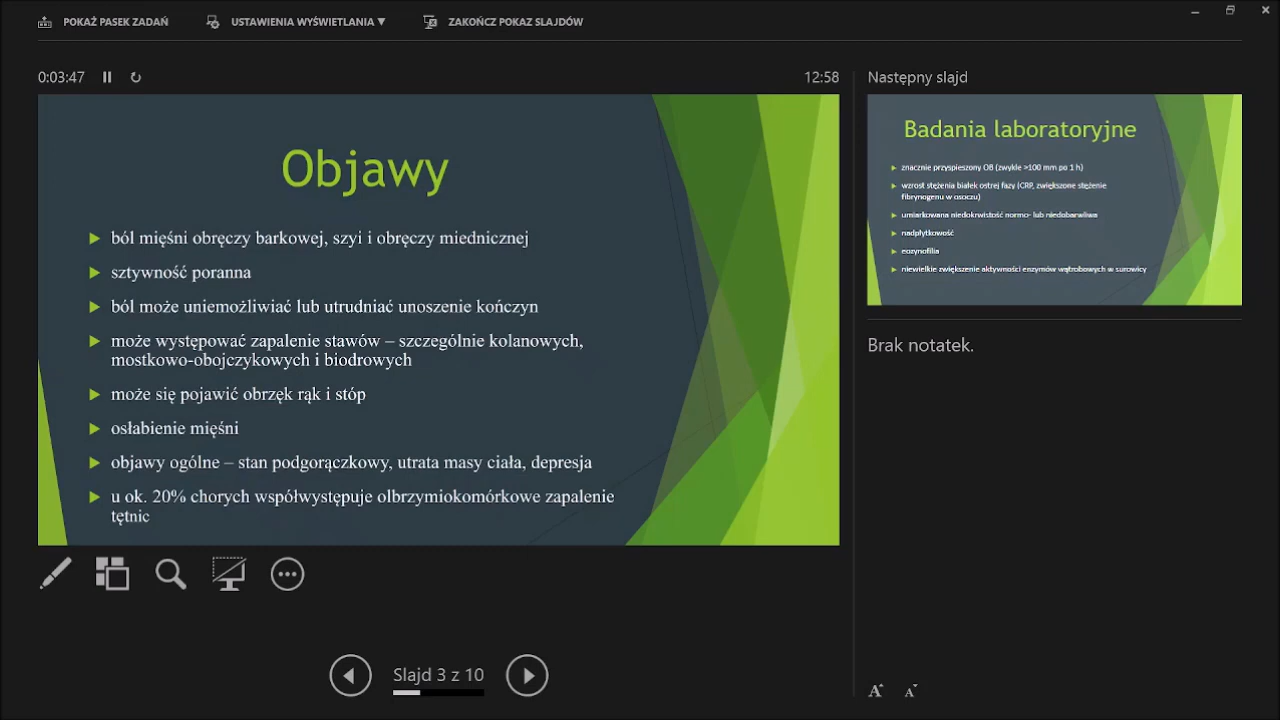 POKAŻ PASEK ZADAŃ
USTAWIENIA WYŚWIETLANIA ▼
ZAKOŃCZ POKAZ SLAJDÓW
0:03:47
12:58
Objawy
ból mięśni obręczy barkowej, szyi i obręczy miednicznej
sztywność poranna
ból może uniemożliwiać lub utrudniać unoszenie kończyn
może występować zapalenie stawów – szczególnie kolanowych,
mostkowo-obojczykowych i biodrowych
może się pojawić obrzęk rąk i stóp
osłabienie mięśni
objawy ogólne – stan podgorączkowy, utrata masy ciała, depresja
u ok. 20% chorych współwystępuje olbrzymiokomórkowe zapalenie
tętnic
Slajd 3 z 10
Następny slajd
Badania laboratoryjne
znacznie przyspieszony OB (zwykle >100 mm po 1 h)
wzrost stężenia białek ostrej fazy (CRP, zwiększone stężenie
fibrynogenu w osoczu)
umiarkowana niedokrwistość normo- lub niedobarwliwa
nadpłytkowość
eozynofilia
niewielkie zwiększenie aktywności enzymów wątrobowych w surowicy
Brak notatek.
A A